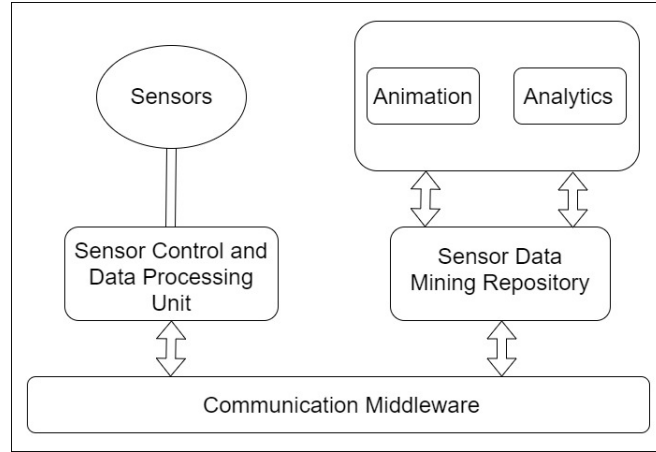 Sensors
Animation
Analytics
Sensor Control and
Data Processing
Unit
Sensor Data
Mining Repository
Communication Middleware